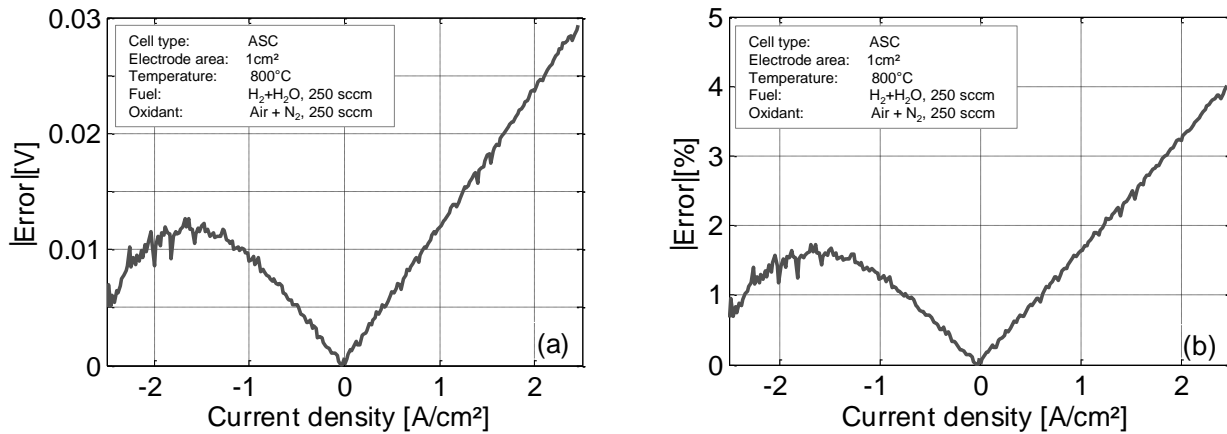 0.03
0.02
0.01
0
|Error|[V]
Cell type: ASC
Electrode area: 1cm²
Temperature: 800°C
Fuel: H₂+H₂O, 250 sccm
Oxidant: Air + N₂, 250 sccm
(a)
-2 -1 0 1 2
Current density [A/cm²]
5
4
3
2
1
0
|Error|[%]
Cell type: ASC
Electrode area: 1cm²
Temperature: 800°C
Fuel: H₂+H₂O, 250 sccm
Oxidant: Air + N₂, 250 sccm
(b)
-2 -1 0 1 2
Current density [A/cm²]